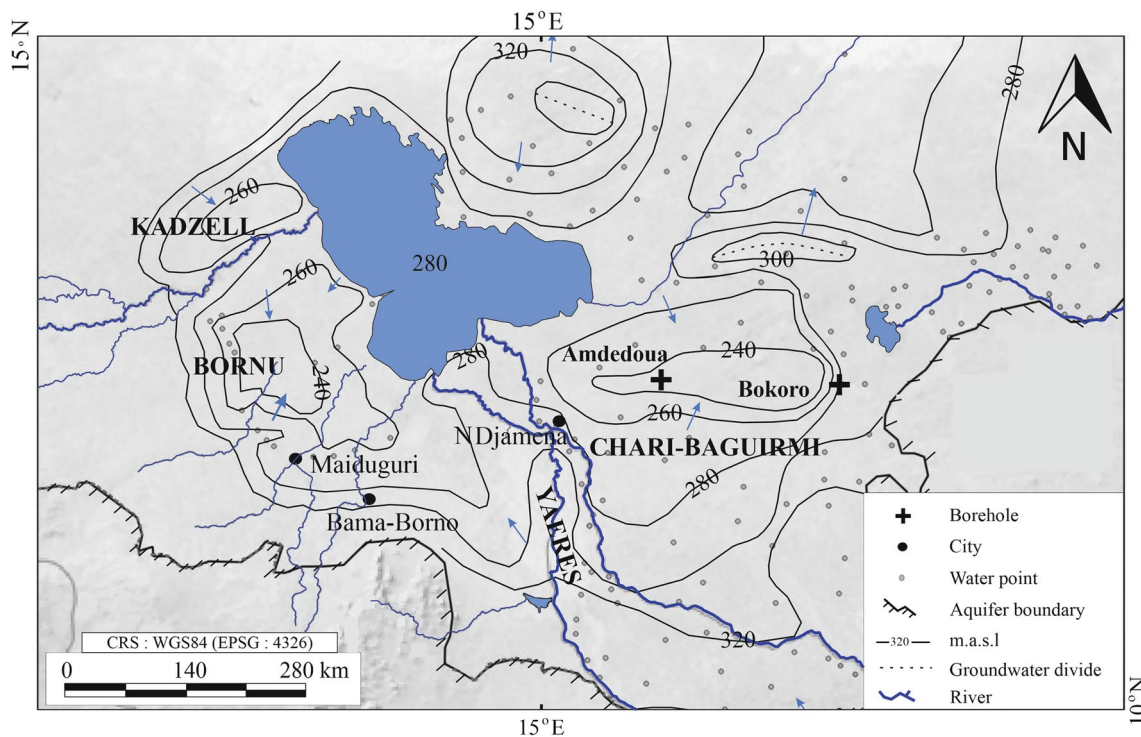 15°E
15°N
320
280
260
KADZELL
280
300
260
Amdedoua
240
BORNU
280
240
Bokoro
260
NDjamena
CHARI-BAGUIRMI
Maiduguri
280
YAERES
Bama-Borno
320
Borehole
City
Water point
Aquifer boundary
320 m.a.s.l
Groundwater divide
River
CRS : WGS84 (EPSG : 4326)
0 140 280 km
N
15°E
10°N